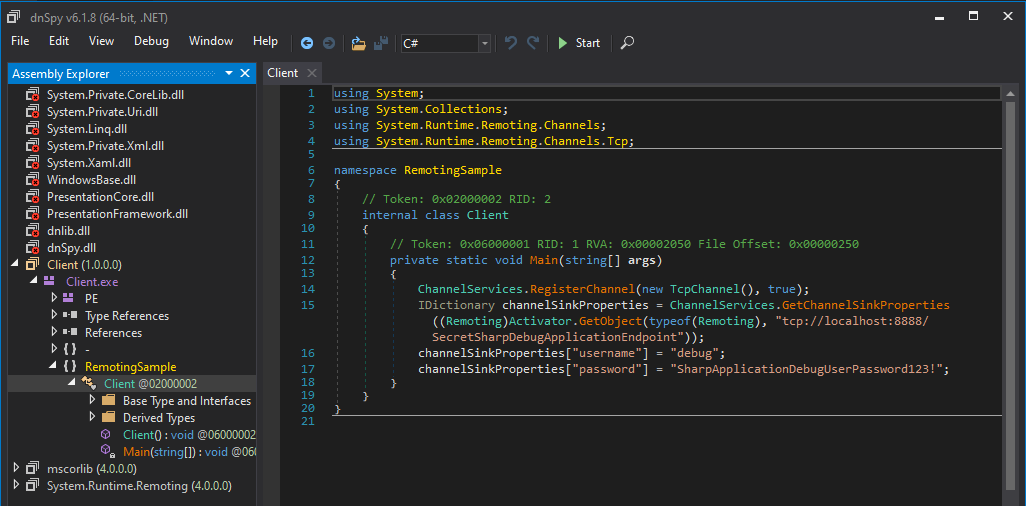 dnSpy v6.1.8 (64-bit, .NET)
File Edit View Debug Window Help C# Start
Assembly Explorer
System.Private.CoreLib.dll
System.Private.Uri.dll
System.Linq.dll
System.Private.Xml.dll
System.Xaml.dll
WindowsBase.dll
PresentationCore.dll
PresentationFramework.dll
dnlib.dll
dnSpy.dll
Client (1.0.0.0)
Client.exe
PE
Type References
References
{ } -
{ } RemotingSample
Client @02000002
Base Type and Interfaces
Derived Types
Client() : void @06000002
Main(string[]) : void @060
mscorlib (4.0.0.0)
System.Runtime.Remoting (4.0.0.0)
Client
1 using System;
2 using System.Collections;
3 using System.Runtime.Remoting.Channels;
4 using System.Runtime.Remoting.Channels.Tcp;
5
6 namespace RemotingSample
7 {
8 // Token: 0x02000002 RID: 2
9 internal class Client
10 {
11 // Token: 0x06000001 RID: 1 RVA: 0x00002050 File Offset: 0x00000250
12 private static void Main(string[] args)
13 {
14 ChannelServices.RegisterChannel(new TcpChannel(), true);
15 IDictionary channelSinkProperties = ChannelServices.GetChannelSinkProperties
((Remoting)Activator.GetObject(typeof(Remoting), "tcp://localhost:8888/
SecretSharpDebugApplicationEndpoint"));
16 channelSinkProperties["username"] = "debug";
17 channelSinkProperties["password"] = "SharpApplicationDebugUserPassword123!";
18 }
19 }
20 }
21